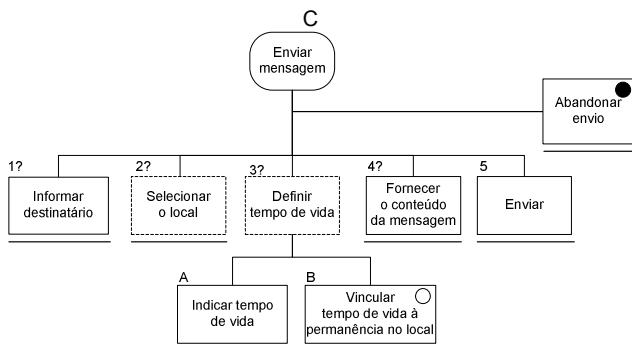 C
Enviar
mensagem
Abandonar
envio
1?
Informar
destinatário
2?
Selecionar
o local
3?
Definir
tempo de vida
4?
Fornecer
o conteúdo
da mensagem
5
Enviar
A
Indicar tempo
de vida
B
Vincular
tempo de vida à
permanência no local